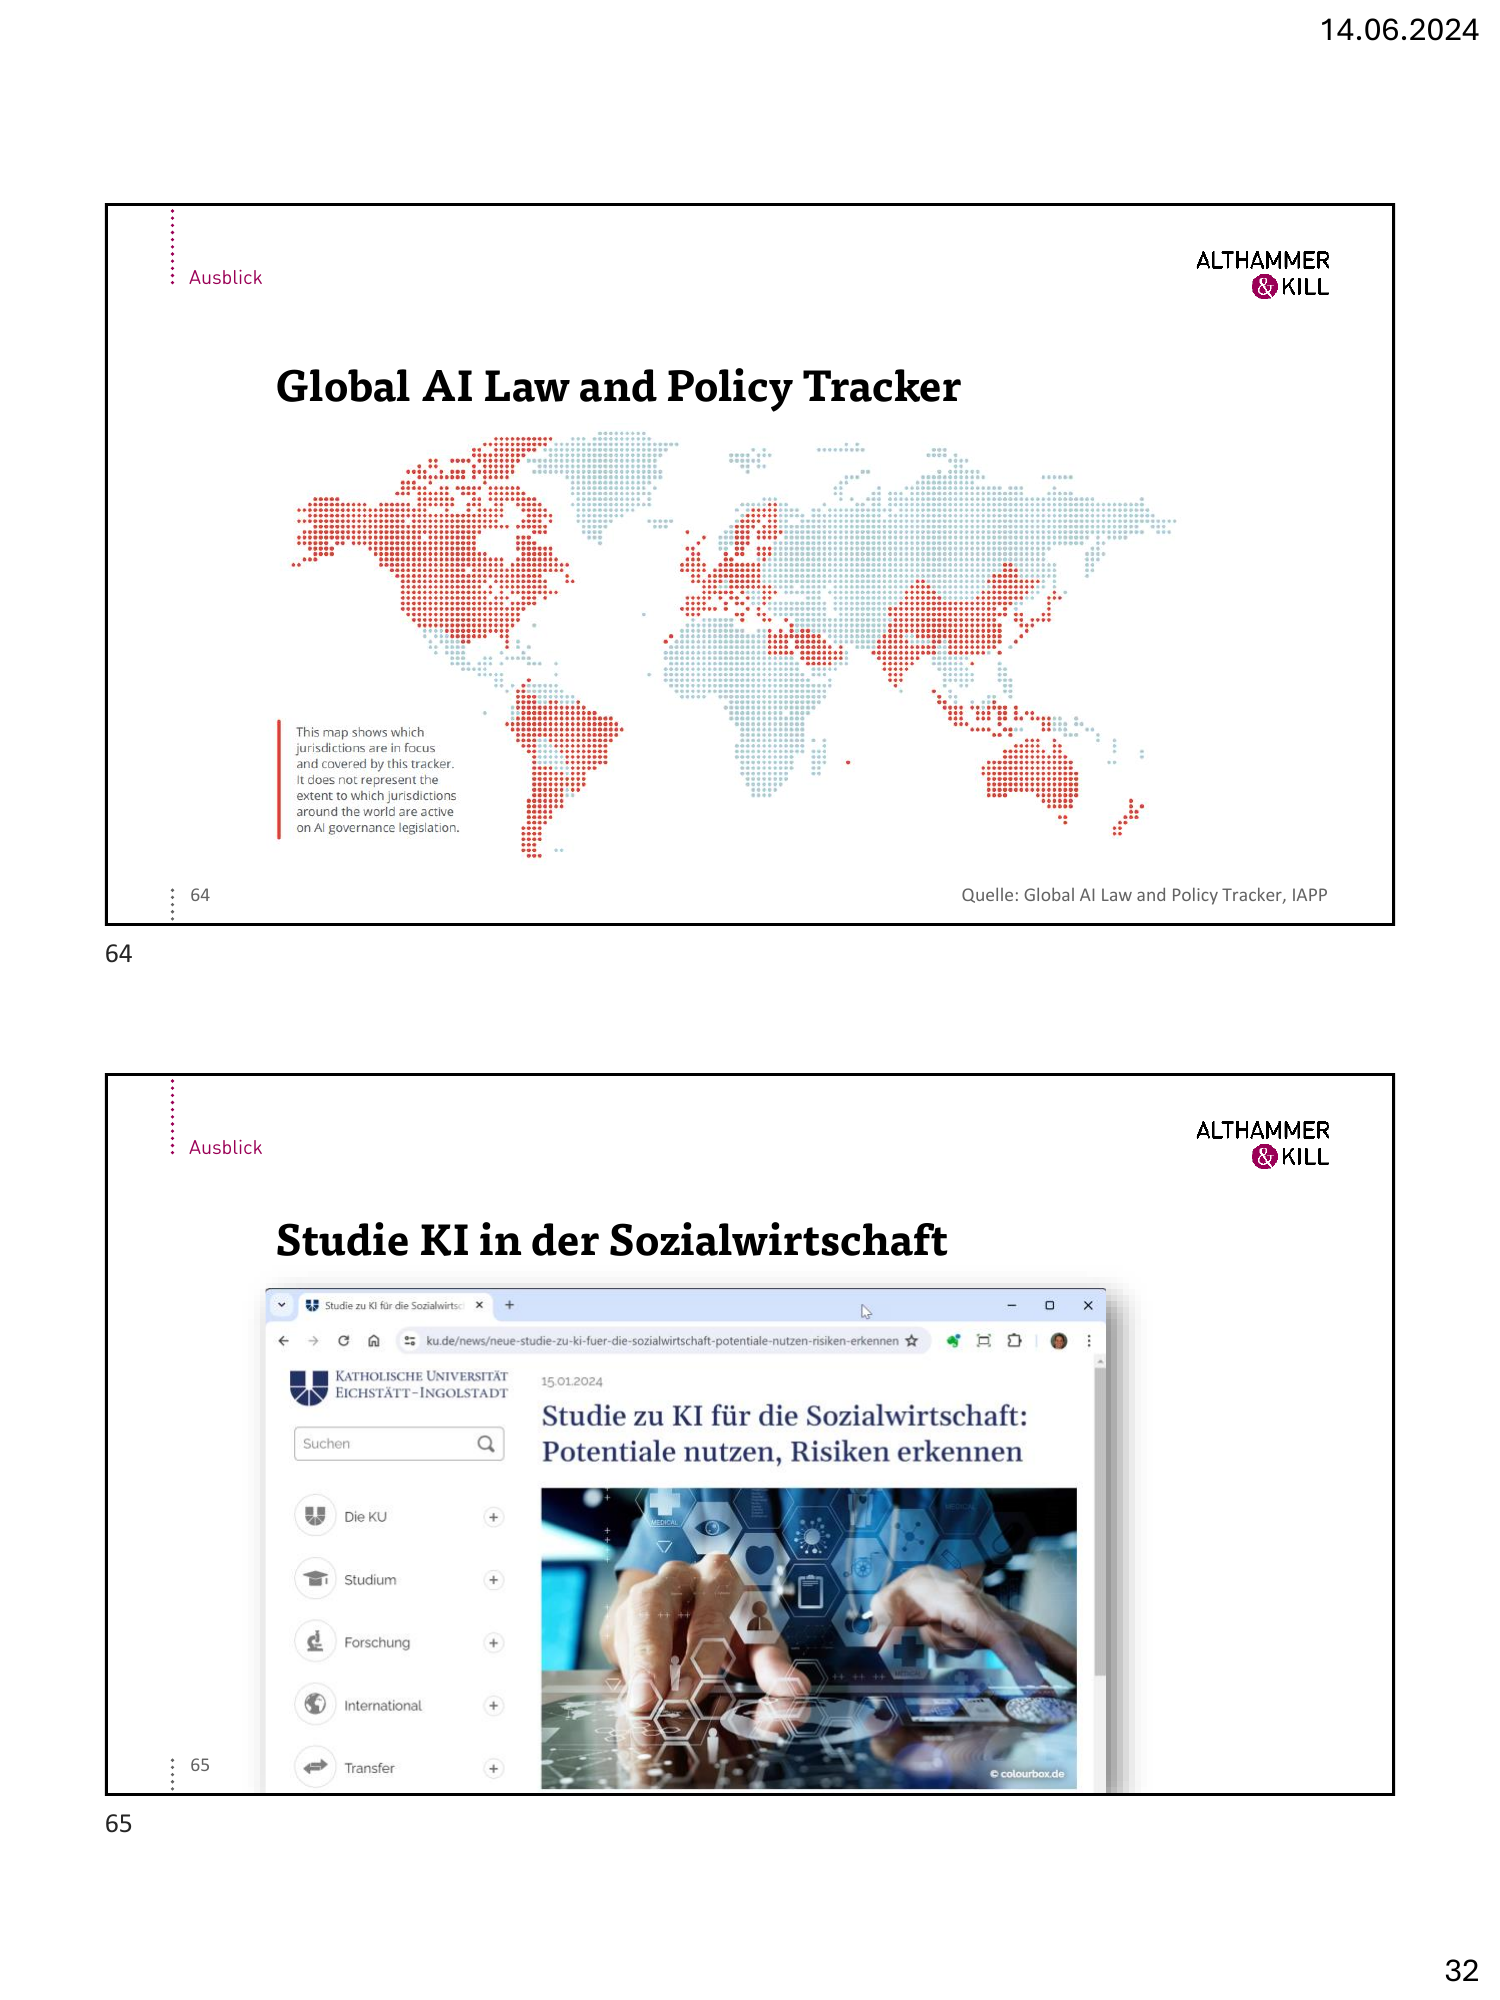 14.06.2024
Ausblick
ALTHAMMER
& KILL
Global AI Law and Policy Tracker
This map shows which
jurisdictions are in focus
and covered by this tracker.
It does not represent the
extent to which jurisdictions
around the world are active
on AI governance legislation.
64
Quelle: Global AI Law and Policy Tracker, IAPP
64
Ausblick
ALTHAMMER
& KILL
Studie KI in der Sozialwirtschaft
Studie zu KI für die Sozialwirtsc
ku.de/news/neue-studie-zu-ki-fuer-die-sozialwirtschaft-potentiale-nutzen-risiken-erkennen
KATHOLISCHE UNIVERSITÄT
EICHSTÄTT-INGOLSTADT
15.01.2024
Studie zu KI für die Sozialwirtschaft:
Potentiale nutzen, Risiken erkennen
Suchen
MEDICAL
Die KU
Studium
Forschung
International
Transfer
© colourbox.de
65
65
32